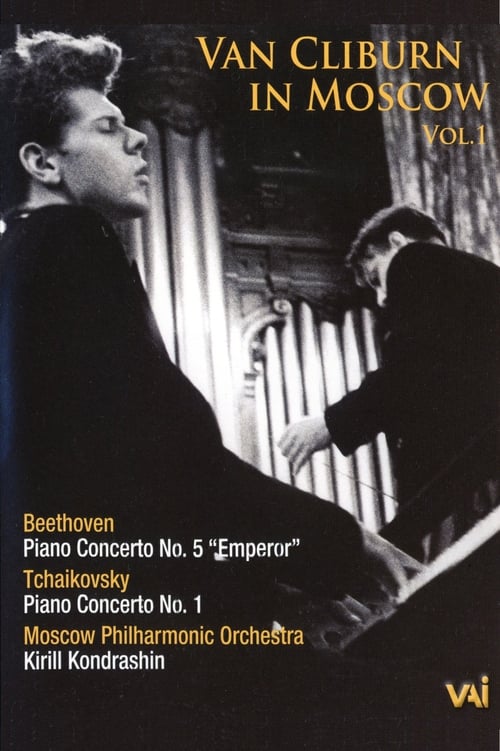 VAN CLIBURN
IN MOSCOW
VOL.1
Beethoven
Piano Concerto No. 5 “Emperor”
Tchaikovsky
Piano Concerto No. 1
Moscow Philharmonic Orchestra
Kirill Kondrashin
VAI